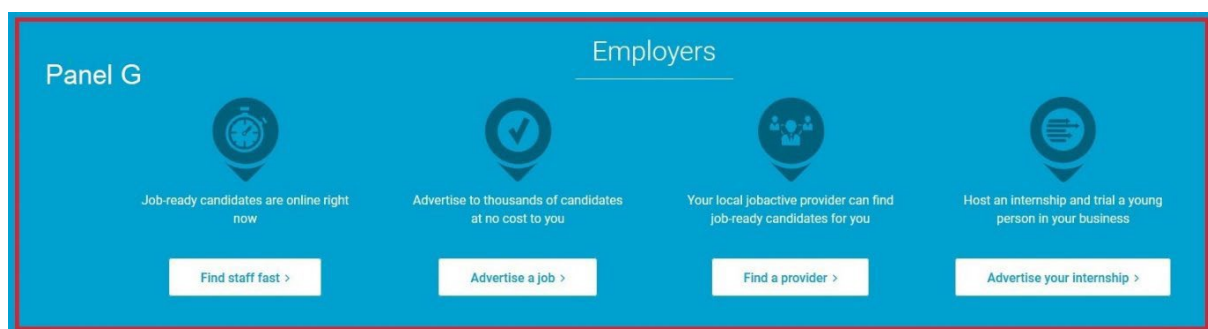 Employers
Panel G
Job-ready candidates are online right
now
Advertise to thousands of candidates
at no cost to you
Your local jobactive provider can find
job-ready candidates for you
Host an internship and trial a young
person in your business
Find staff fast >
Advertise a job >
Find a provider >
Advertise your internship >